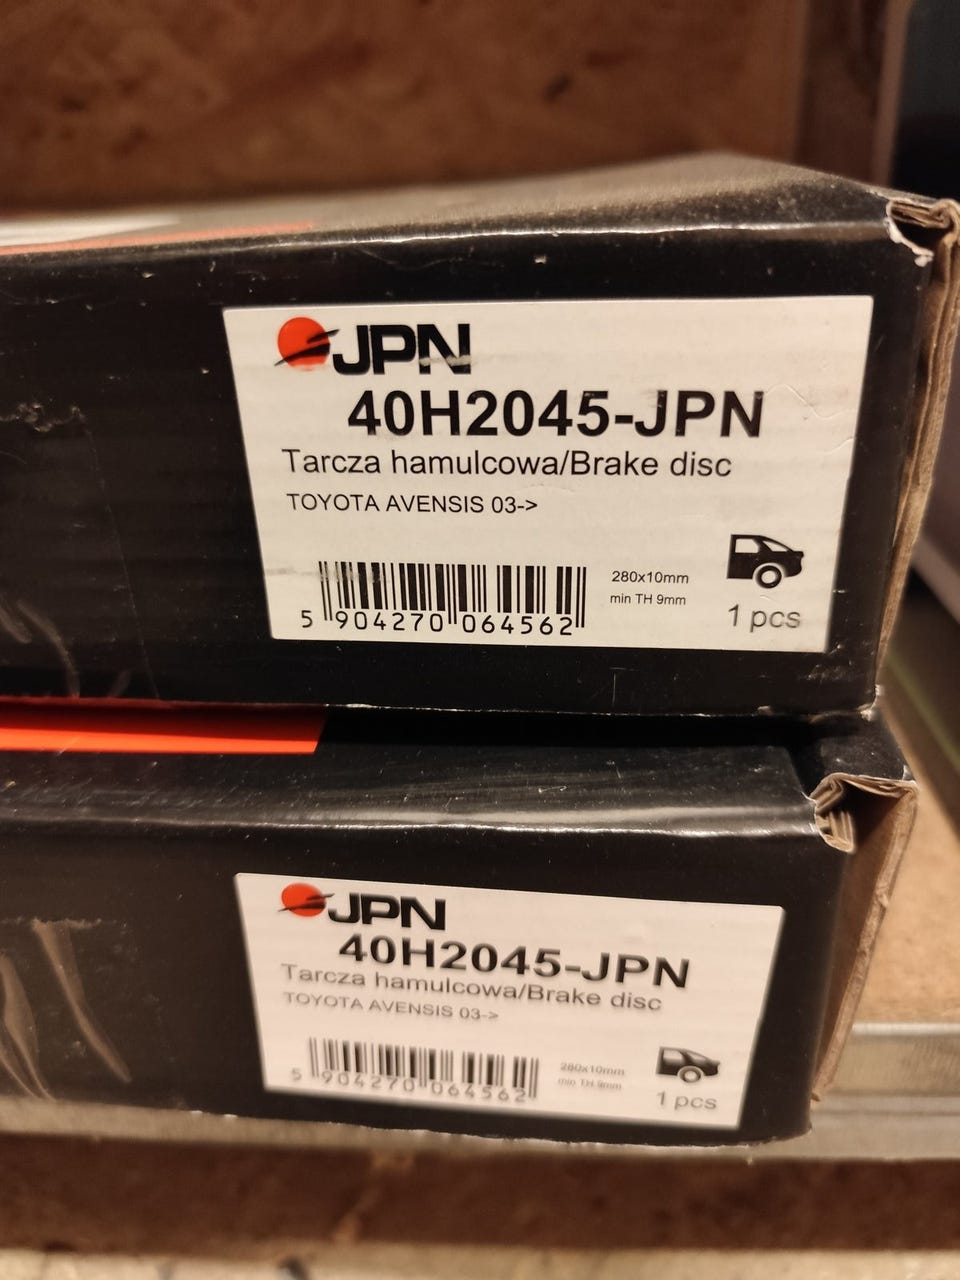 JPN
40H2045-JPN
Tarcza hamulcowa/Brake disc
TOYOTA AVENSIS 03->
280x10mm
min TH 9mm
5 904270 064562
1 pcs
JPN
40H2045-JPN
Tarcza hamulcowa/Brake disc
TOYOTA AVENSIS 03->
280x10mm
min TH 9mm
5 904270 064562
1 pcs